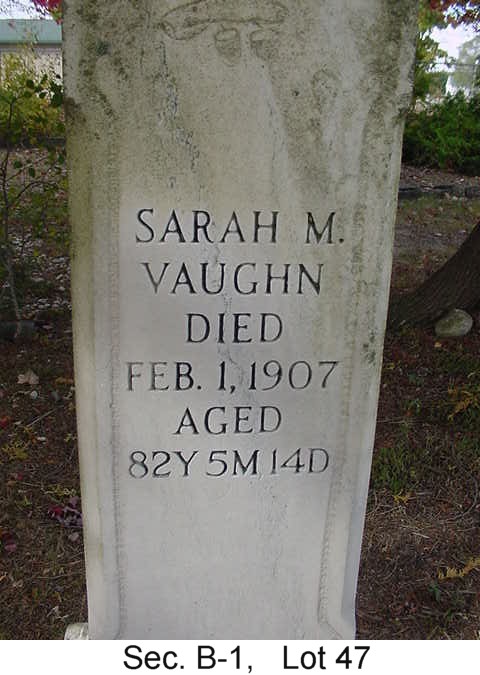 SARAH M.
VAUGHN
DIED
FEB. 1, 1907
AGED
82Y 5M 14D
Sec. B-1, Lot 47